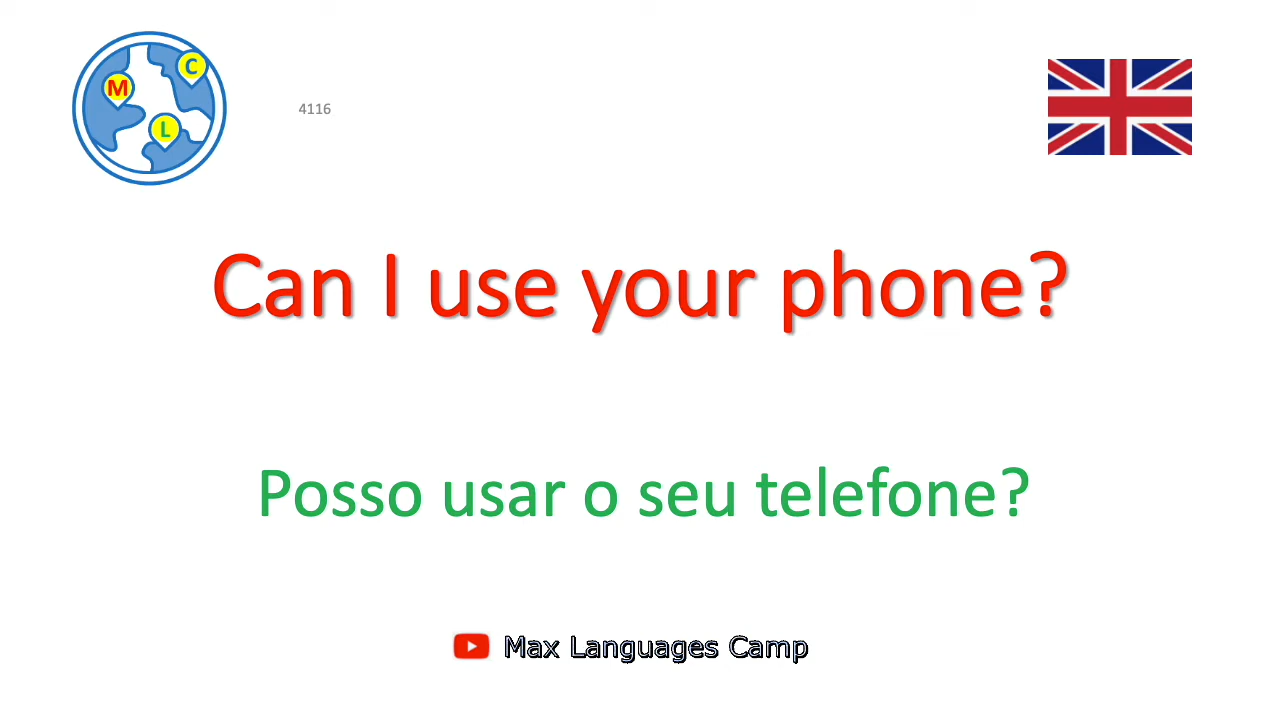 M
C
L
4116
Can I use your phone?
Posso usar o seu telefone?
Max Languages Camp